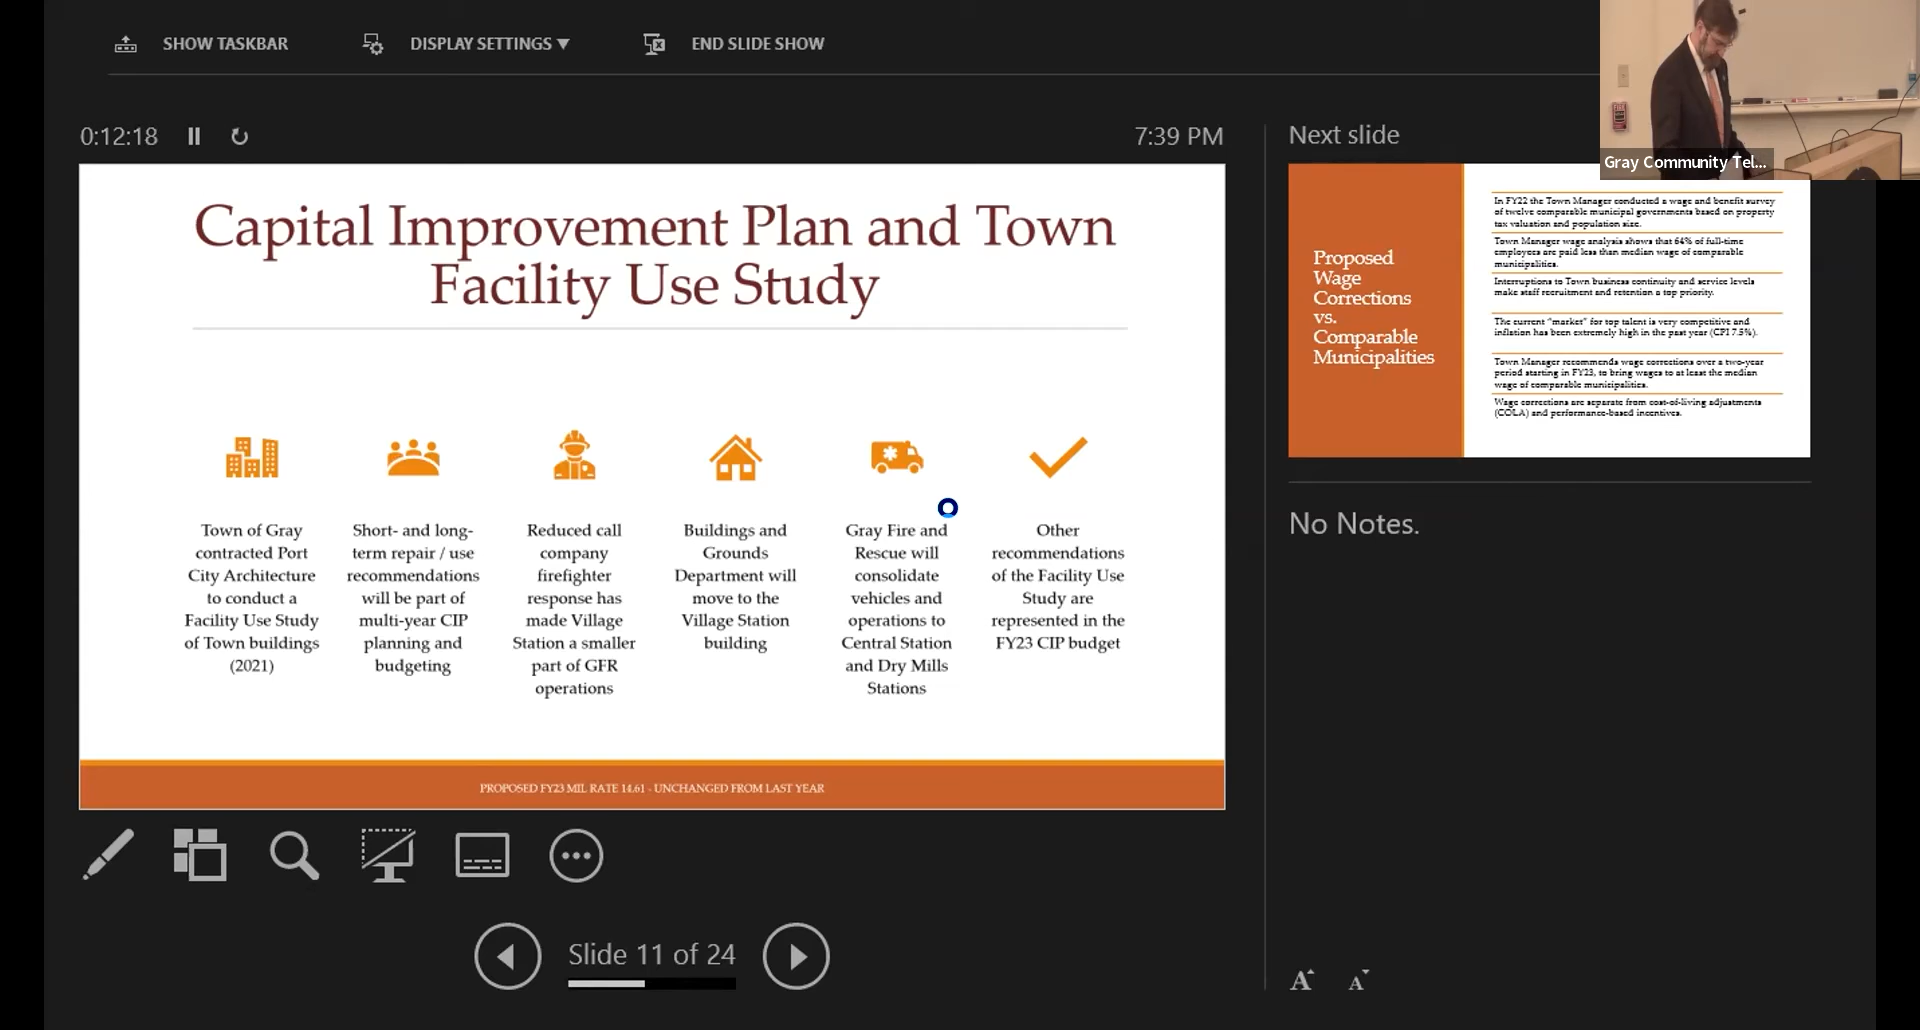 SHOW TASKBAR
DISPLAY SETTINGS
END SLIDE SHOW
0:12:18
7:39 PM
Capital Improvement Plan and Town
Facility Use Study
Town of Gray
contracted Port
City Architecture
to conduct a
Facility Use Study
of Town buildings
(2021)
Short- and long-
term repair / use
recommendations
will be part of
multi-year CIP
planning and
budgeting
Reduced call
company
firefighter
response has
made Village
Station a smaller
part of GFR
operations
Buildings and
Grounds
Department will
move to the
Village Station
building
Gray Fire and
Rescue will
consolidate
vehicles and
operations to
Central Station
and Dry Mills
Stations
Other
recommendations
of the Facility Use
Study are
represented in the
FY23 CIP budget
PROPOSED FY23 MIL RATE 14.61 - UNCHANGED FROM LAST YEAR
Slide 11 of 24
Next slide
Gray Community Tel...
Proposed
Wage
Corrections
vs.
Comparable
Municipalities
In FY22 the Town Manager conducted a wage and benefit survey
of twelve comparable municipal governments based on property
tax valuation and population size.
Town Manager wage analysis shows that 64% of full-time
employees are paid less than median wage of comparable
municipalities.
Interruptions to Town business continuity and service levels
make staff recruitment and retention a top priority.
The current "market" for top talent is very competitive and
inflation has been extremely high in the past year (CPI 7.5%).
Town Manager recommends wage corrections over a two-year
period starting in FY23, to bring wages to at least the median
wage of comparable municipalities.
Wage corrections are separate from cost-of-living adjustments
(COLA) and performance-based incentives.
No Notes.
A A